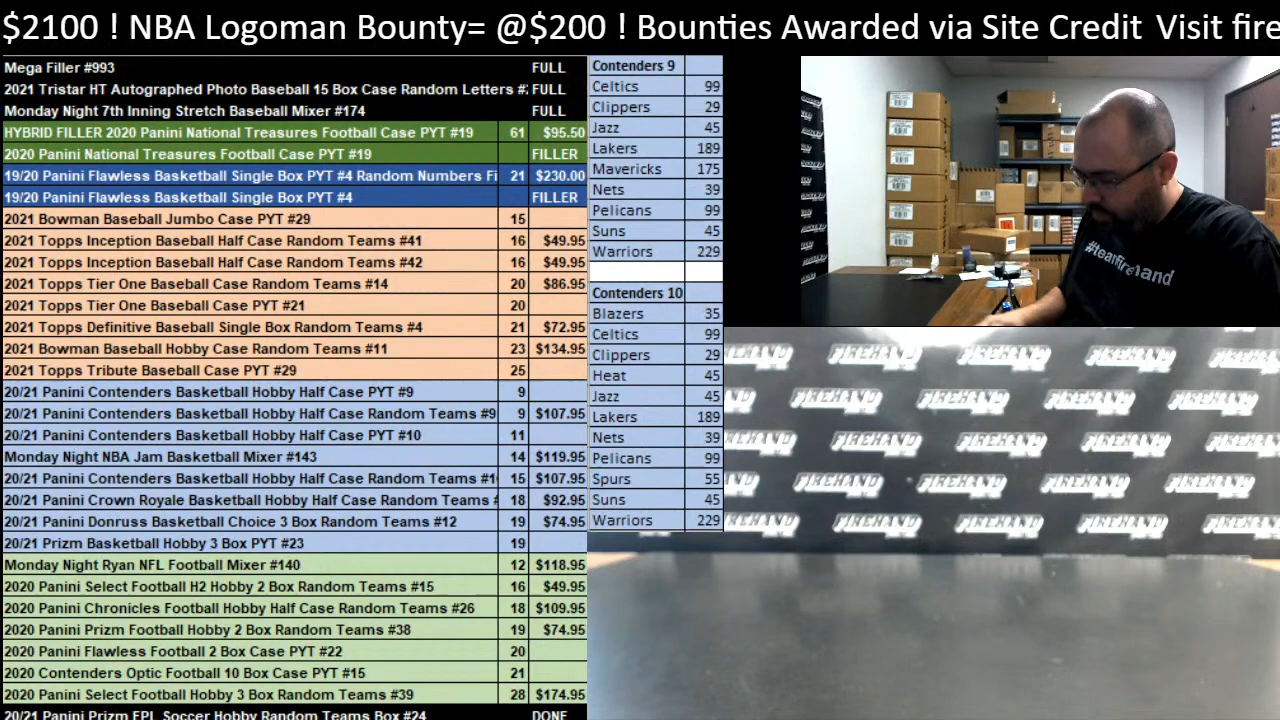 $2100 ! NBA Logoman Bounty= @$200 ! Bounties Awarded via Site Credit Visit fire
Mega Filler #993 FULL
2021 Tristar HT Autographed Photo Baseball 15 Box Case Random Letters #: FULL
Monday Night 7th Inning Stretch Baseball Mixer #174 FULL
HYBRID FILLER 2020 Panini National Treasures Football Case PYT #19 61 $95.50
2020 Panini National Treasures Football Case PYT #19 FILLER
19/20 Panini Flawless Basketball Single Box PYT #4 Random Numbers Fi 21 $230.00
19/20 Panini Flawless Basketball Single Box PYT #4 FILLER
2021 Bowman Baseball Jumbo Case PYT #29 15
2021 Topps Inception Baseball Half Case Random Teams #41 16 $49.95
2021 Topps Inception Baseball Half Case Random Teams #42 16 $49.95
2021 Topps Tier One Baseball Case Random Teams #14 20 $86.95
2021 Topps Tier One Baseball Case PYT #21 20
2021 Topps Definitive Baseball Single Box Random Teams #4 21 $72.95
2021 Bowman Baseball Hobby Case Random Teams #11 23 $134.95
2021 Topps Tribute Baseball Case PYT #29 25
20/21 Panini Contenders Basketball Hobby Half Case PYT #9 9
20/21 Panini Contenders Basketball Hobby Half Case Random Teams #9 9 $107.95
20/21 Panini Contenders Basketball Hobby Half Case PYT #10 11
Monday Night NBA Jam Basketball Mixer #143 14 $119.95
20/21 Panini Contenders Basketball Hobby Half Case Random Teams #1 15 $107.95
20/21 Panini Crown Royale Basketball Hobby Half Case Random Teams # 18 $92.95
20/21 Panini Donruss Basketball Choice 3 Box Random Teams #12 19 $74.95
20/21 Prizm Basketball Hobby 3 Box PYT #23 19
Monday Night Ryan NFL Football Mixer #140 12 $118.95
2020 Panini Select Football H2 Hobby 2 Box Random Teams #15 16 $49.95
2020 Panini Chronicles Football Hobby Half Case Random Teams #26 18 $109.95
2020 Panini Prizm Football Hobby 2 Box Random Teams #38 19 $74.95
2020 Panini Flawless Football 2 Box Case PYT #22 20
2020 Contenders Optic Football 10 Box Case PYT #15 21
2020 Panini Select Football Hobby 3 Box Random Teams #39 28 $174.95
20/21 Panini Prizm EPL Soccer Hobby Random Teams Box #24 DONE
Contenders 9
Celtics 99
Clippers 29
Jazz 45
Lakers 189
Mavericks 175
Nets 39
Pelicans 99
Suns 45
Warriors 229
Contenders 10
Blazers 35
Celtics 99
Clippers 29
Heat 45
Jazz 45
Lakers 189
Nets 39
Pelicans 99
Spurs 55
Suns 45
Warriors 229
#teamfirehand
FIREHAND FIREHAND FIREHAND FIREHAND
FIREHAND FIREHAND FIREHAND FIREHAND
FIREHAND FIREHAND FIREHAND FIREHAND
FIREHAND FIREHAND FIREHAND FIREHAND
FIREHAND FIREHAND FIREHAND FIREHAND